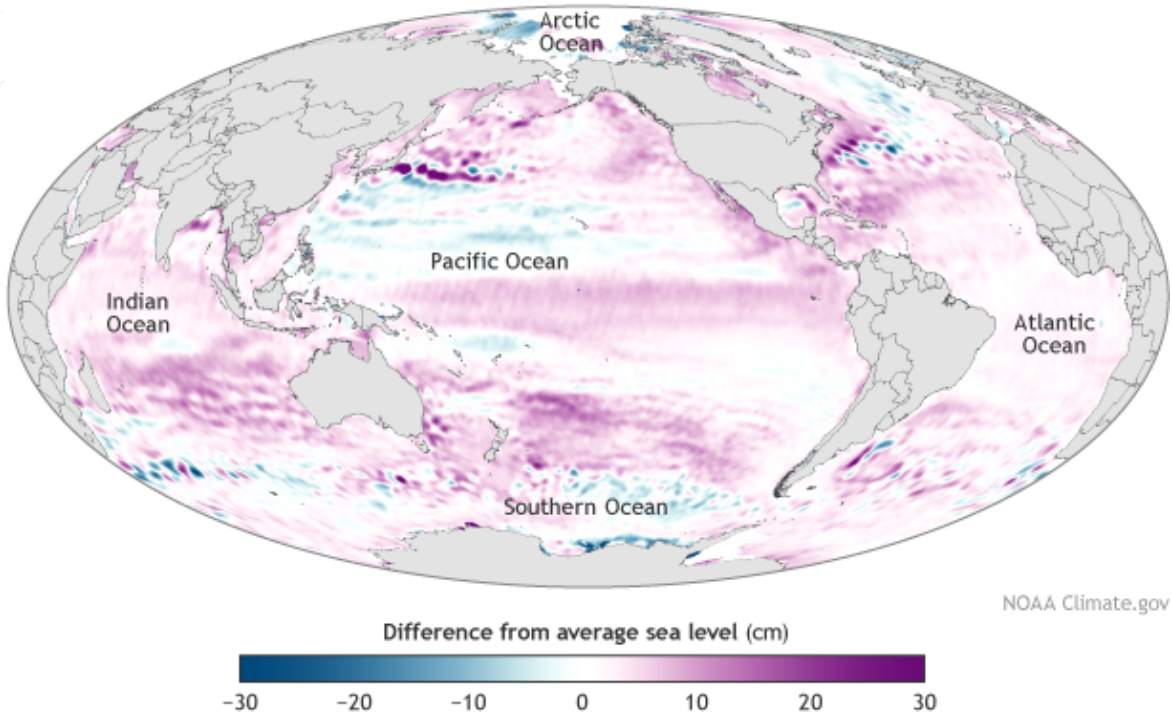 Arctic
Ocean
Pacific Ocean
Indian
Ocean
Atlantic
Ocean
Southern Ocean
NOAA Climate.gov
Difference from average sea level (cm)
−30 −20 −10 0 10 20 30